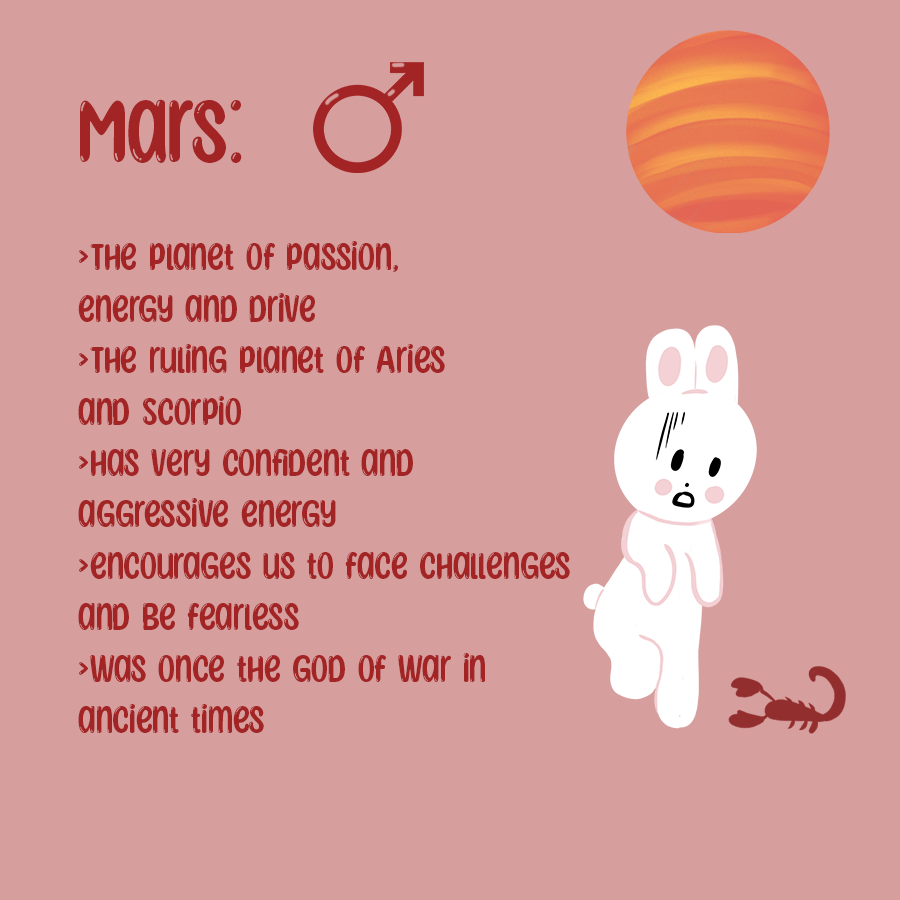 Mars:
>The planet of passion,
energy and drive
>The ruling planet of Aries
and Scorpio
>Has very confident and
aggressive energy
>encourages us to face challenges
and Be fearless
>Was once the God of War in
ancient times